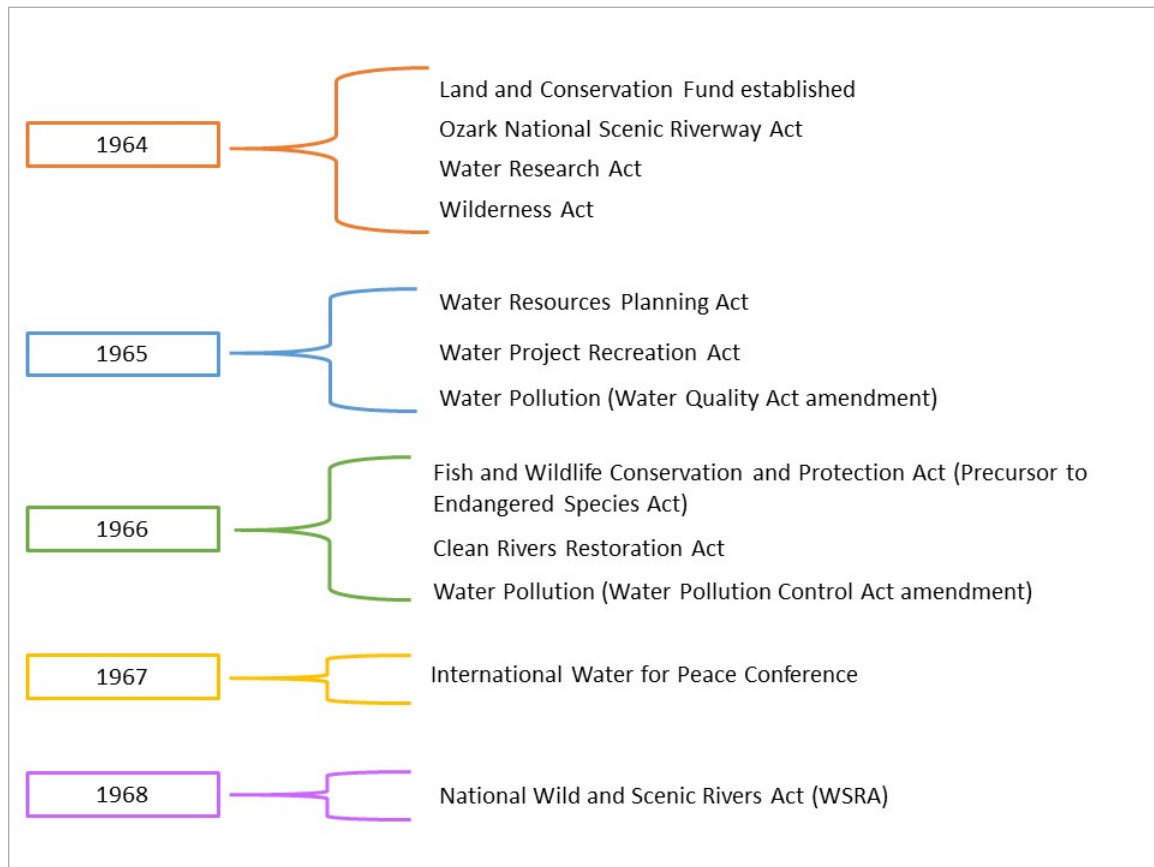 1964
Land and Conservation Fund established
Ozark National Scenic Riverway Act
Water Research Act
Wilderness Act
1965
Water Resources Planning Act
Water Project Recreation Act
Water Pollution (Water Quality Act amendment)
1966
Fish and Wildlife Conservation and Protection Act (Precursor to
Endangered Species Act)
Clean Rivers Restoration Act
Water Pollution (Water Pollution Control Act amendment)
1967
International Water for Peace Conference
1968
National Wild and Scenic Rivers Act (WSRA)